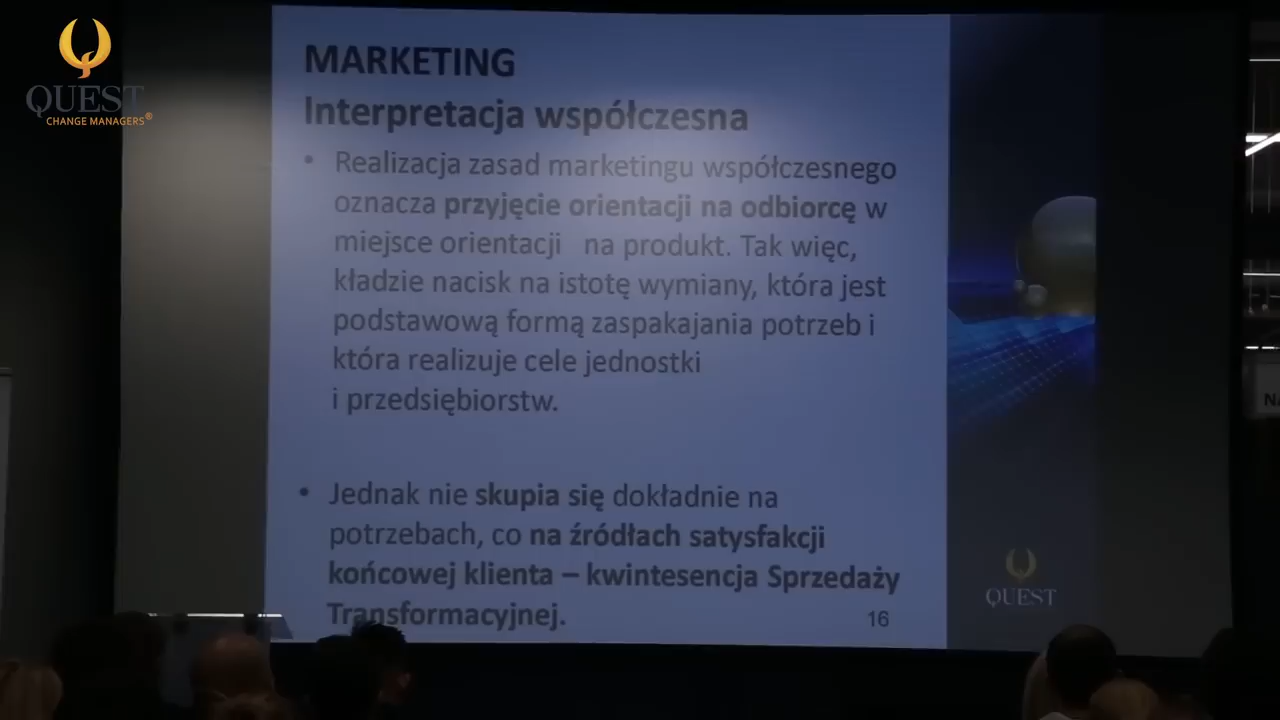 QUEST
CHANGE MANAGERS®
MARKETING
Interpretacja współczesna
• Realizacja zasad marketingu współczesnego
oznacza przyjęcie orientacji na odbiorcę w
miejsce orientacji na produkt. Tak więc,
kładzie nacisk na istotę wymiany, która jest
podstawową formą zaspakajania potrzeb i
która realizuje cele jednostki
i przedsiębiorstw.
• Jednak nie skupia się dokładnie na
potrzebach, co na źródłach satysfakcji
końcowej klienta – kwintesencja Sprzedaży
Transformacyjnej.
16
QUEST